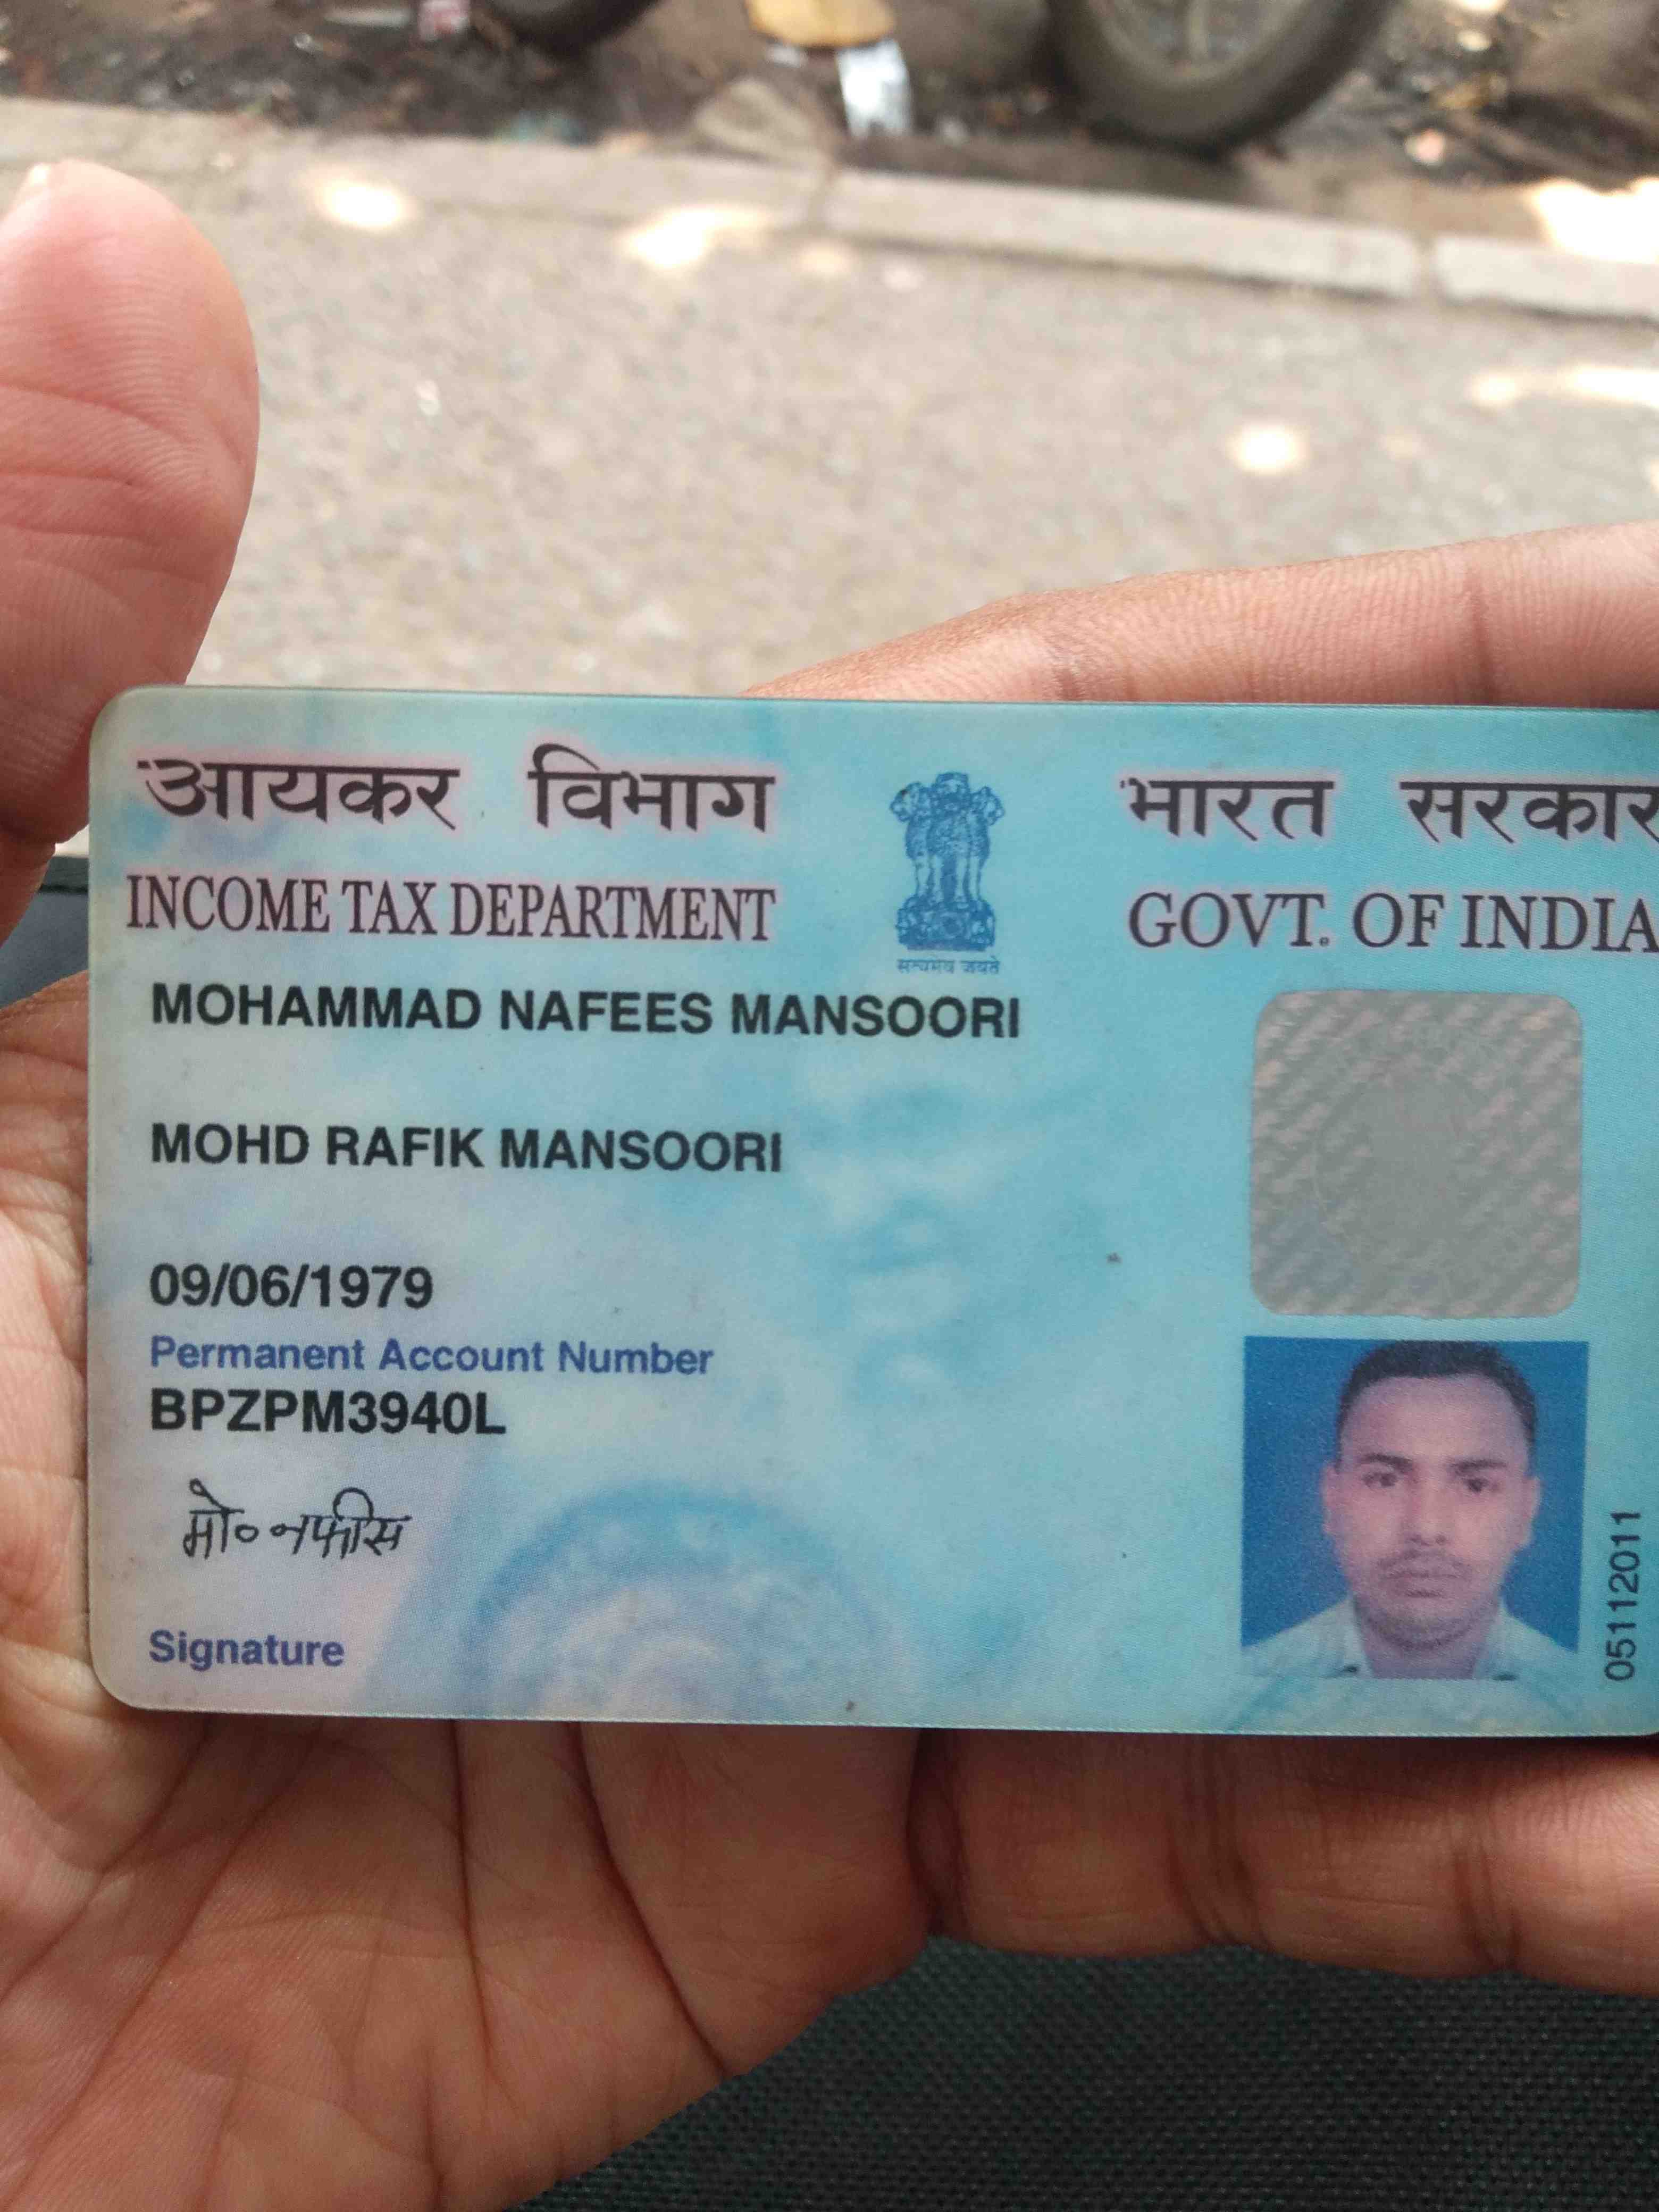 आयकर विभाग
INCOME TAX DEPARTMENT
सत्यमेव जयते
भारत सरकार
GOVT. OF INDIA
MOHAMMAD NAFEES MANSOORI
MOHD RAFIK MANSOORI
09/06/1979
Permanent Account Number
BPZPM3940L
मो० नफीस
Signature
05112011